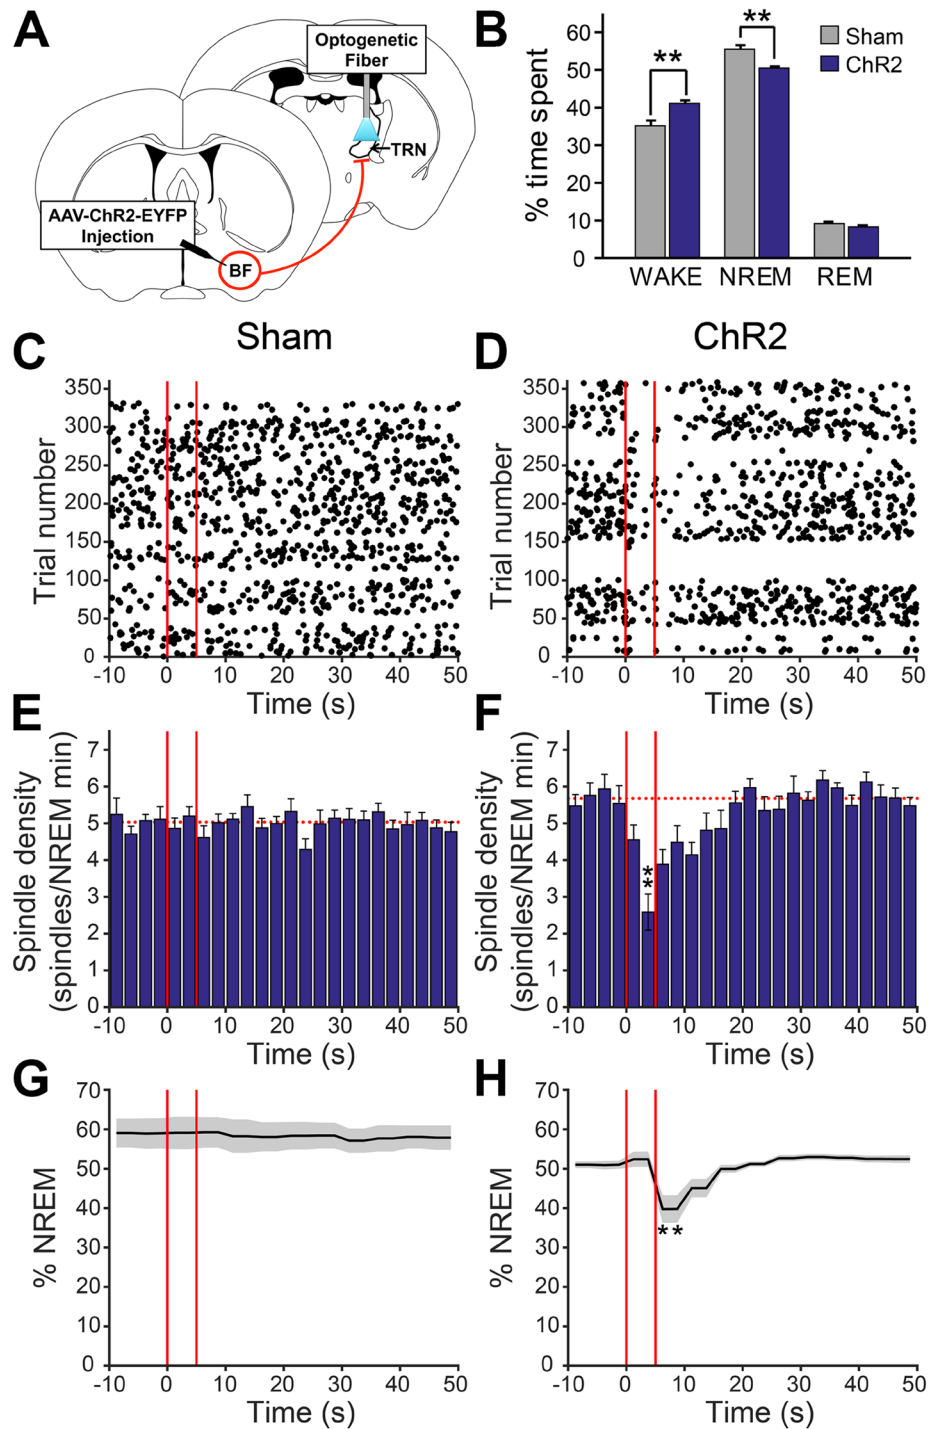 A
Optogenetic
Fiber
TRN
AAV-ChR2-EYFP
Injection
BF
B
% time spent
60
50
40
30
20
10
0
**
**
Sham
ChR2
WAKE
NREM
REM
C
Sham
Trial number
350
300
250
200
150
100
50
0
-10
0
10
20
30
40
50
Time (s)
D
ChR2
Trial number
350
300
250
200
150
100
50
0
-10
0
10
20
30
40
50
Time (s)
E
Spindle density
(spindles/NREM min)
7
6
5
4
3
2
1
0
-10
0
10
20
30
40
50
Time (s)
F
Spindle density
(spindles/NREM min)
7
6
5
4
3
2
1
0
**
-10
0
10
20
30
40
50
Time (s)
G
% NREM
70
60
50
40
30
20
10
0
-10
0
10
20
30
40
50
Time (s)
H
% NREM
70
60
50
40
30
20
10
0
**
-10
0
10
20
30
40
50
Time (s)